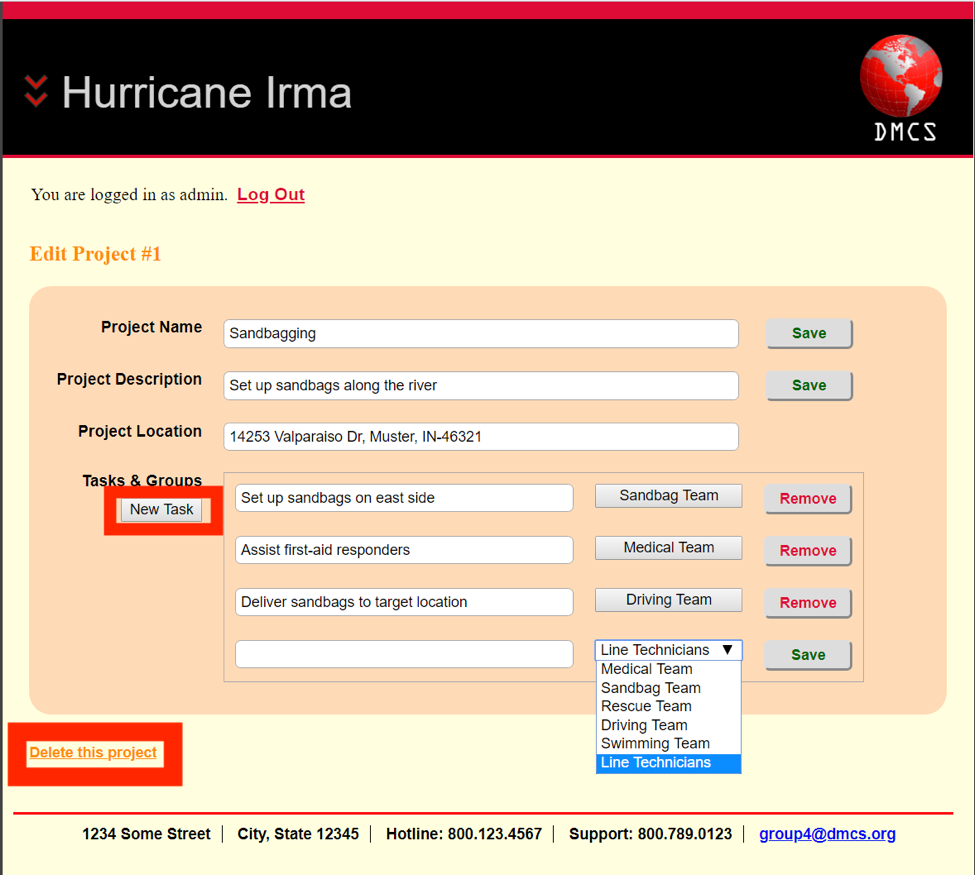 Hurricane Irma
DMCS
You are logged in as admin. Log Out
Edit Project #1
Project Name Sandbagging Save
Project Description Set up sandbags along the river Save
Project Location 14253 Valparaiso Dr, Muster, IN-46321
Tasks & Groups
New Task Set up sandbags on east side Sandbag Team Remove
Assist first-aid responders Medical Team Remove
Deliver sandbags to target location Driving Team Remove
Line Technicians ▼ Save
Medical Team
Sandbag Team
Rescue Team
Driving Team
Swimming Team
Line Technicians
Delete this project
1234 Some Street | City, State 12345 | Hotline: 800.123.4567 | Support: 800.789.0123 | group4@dmcs.org